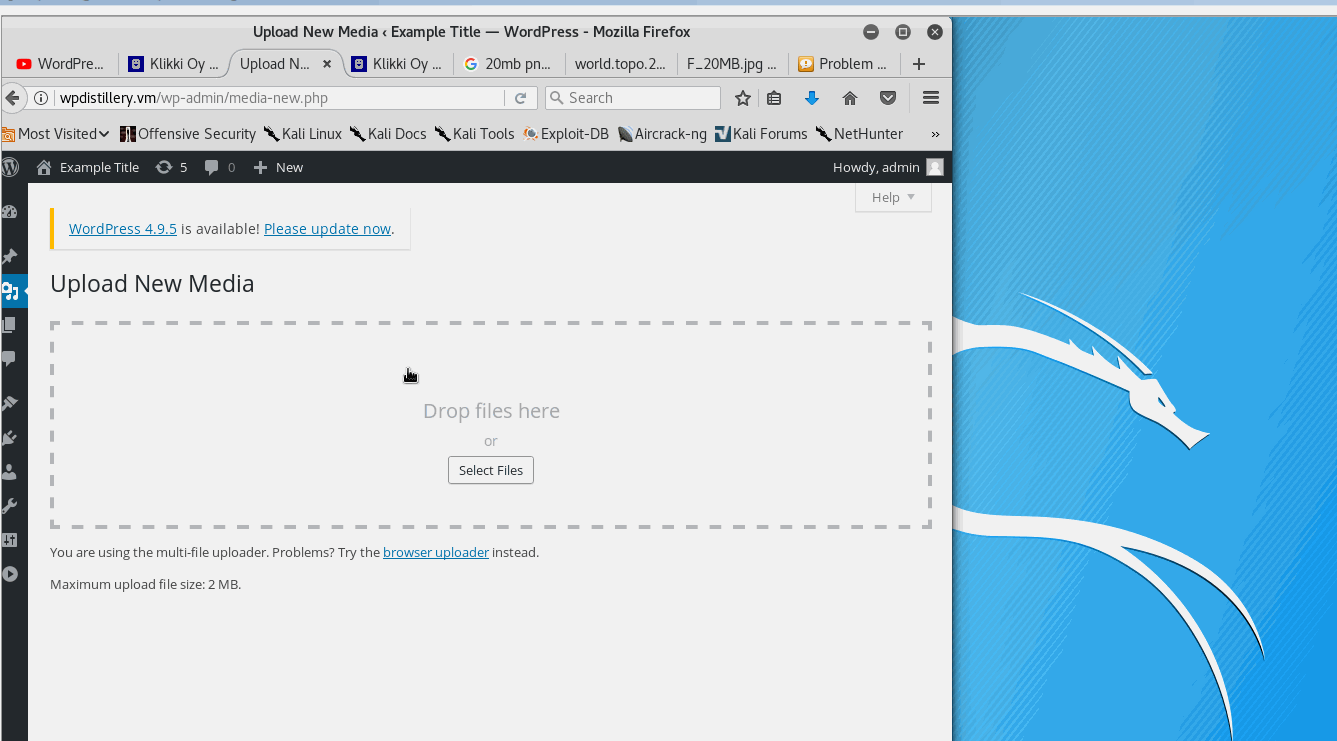 Upload New Media ‹ Example Title — WordPress - Mozilla Firefox
WordPre... Klikki Oy ... Upload N... Klikki Oy ... 20mb pn... world.topo.2... F_20MB.jpg ... Problem ...
wpdistillery.vm/wp-admin/media-new.php Search
Most Visited Offensive Security Kali Linux Kali Docs Kali Tools Exploit-DB Aircrack-ng Kali Forums NetHunter »
Example Title 5 0 New Howdy, admin
Help
WordPress 4.9.5 is available! Please update now.
Upload New Media
Drop files here
or
Select Files
You are using the multi-file uploader. Problems? Try the browser uploader instead.
Maximum upload file size: 2 MB.